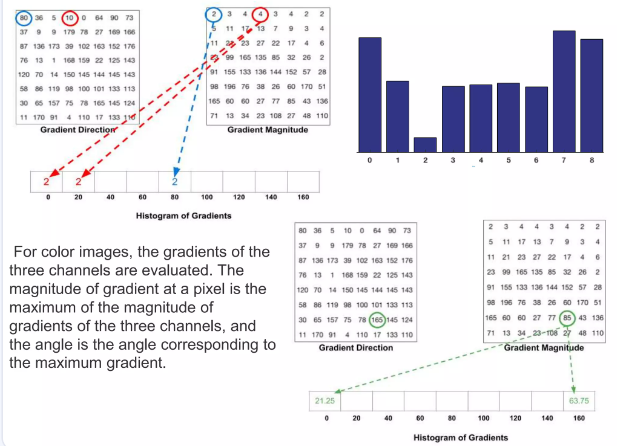 80 36 5 10 0 64 90 73
37 9 9 179 78 27 169 166
87 136 173 39 102 163 152 176
76 13 1 168 159 22 125 143
120 70 14 150 145 144 145 143
58 86 119 98 100 101 133 113
30 65 157 75 78 165 145 124
11 170 91 4 110 17 133 110
Gradient Direction
2 3 4 4 3 4 2 2
5 11 17 13 7 9 3 4
11 21 23 27 22 17 4 6
23 99 165 135 85 32 26 2
91 155 133 136 144 152 57 28
98 196 76 38 26 60 170 51
165 60 60 27 77 85 43 136
71 13 34 23 108 27 48 110
Gradient Magnitude
2 2 2
0 20 40 60 80 100 120 140 160
Histogram of Gradients
0 1 2 3 4 5 6 7 8
For color images, the gradients of the
three channels are evaluated. The
magnitude of gradient at a pixel is the
maximum of the magnitude of
gradients of the three channels, and
the angle is the angle corresponding to
the maximum gradient.
80 36 5 10 0 64 90 73
37 9 9 179 78 27 169 166
87 136 173 39 102 163 152 176
76 13 1 168 159 22 125 143
120 70 14 150 145 144 145 143
58 86 119 98 100 101 133 113
30 65 157 75 78 165 145 124
11 170 91 4 110 17 133 110
Gradient Direction
2 3 4 4 3 4 2 2
5 11 17 13 7 9 3 4
11 21 23 27 22 17 4 6
23 99 165 135 85 32 26 2
91 155 133 136 144 152 57 28
98 196 76 38 26 60 170 51
165 60 60 27 77 85 43 136
71 13 34 23 108 27 48 110
Gradient Magnitude
21.25 63.75
0 20 40 60 80 100 120 140 160
Histogram of Gradients